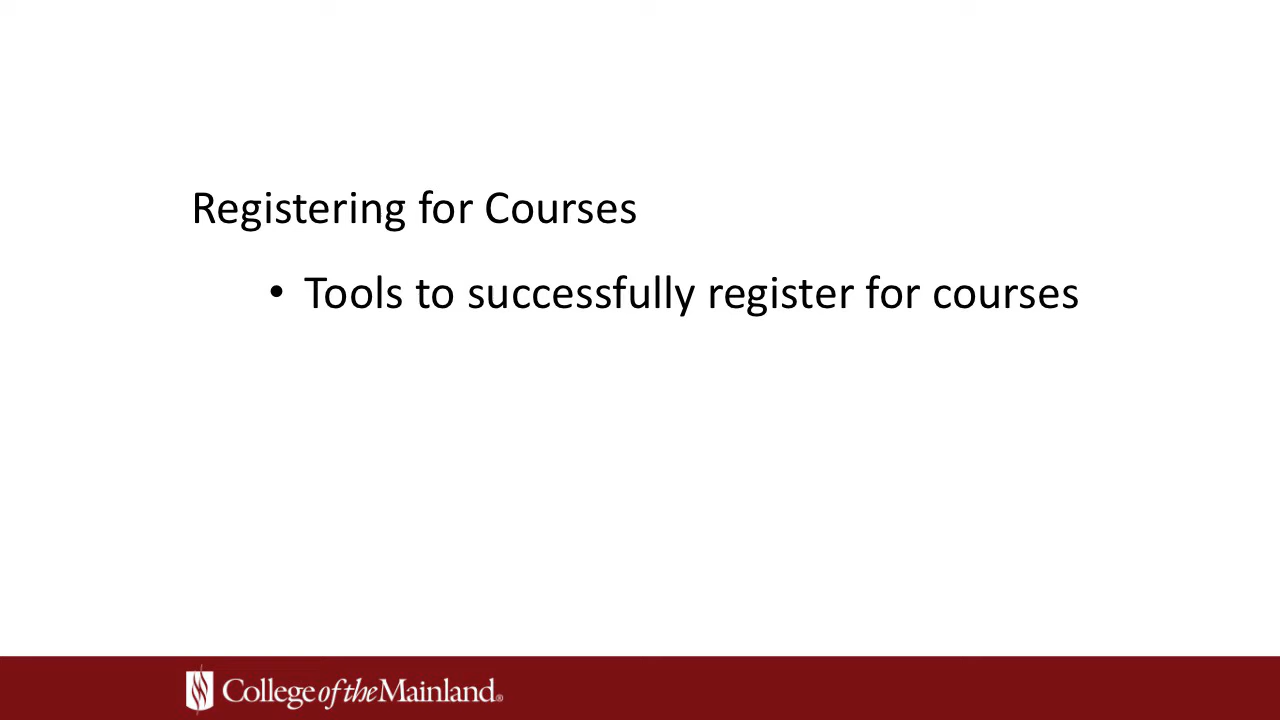 Registering for Courses
• Tools to successfully register for courses
College of the Mainland®